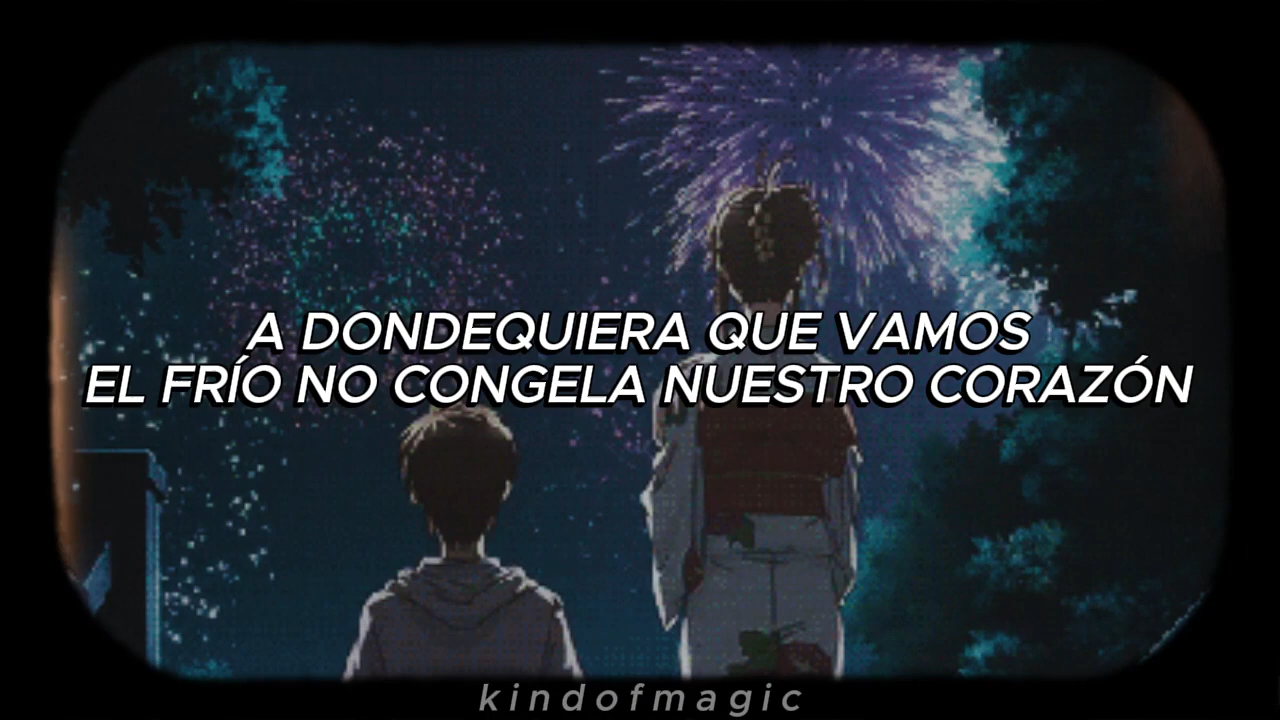 A DONDEQUIERA QUE VAMOS
EL FRÍO NO CONGELA NUESTRO CORAZÓN
kindofmagic